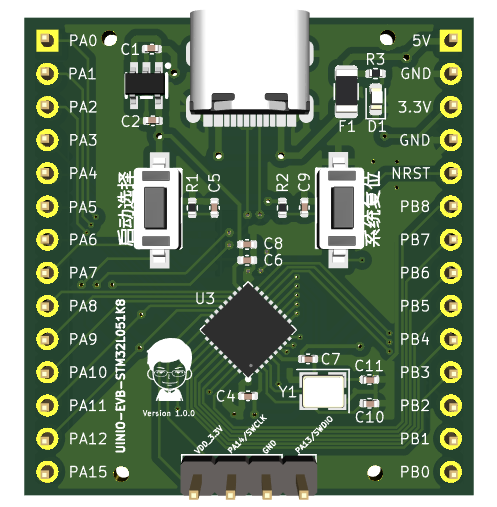 PA0
PA1
PA2
PA3
PA4
PA5
PA6
PA7
PA8
PA9
PA10
PA11
PA12
PA15
5V
GND
3.3V
GND
NRST
PB8
PB7
PB6
PB5
PB4
PB3
PB2
PB1
PB0
C1
C2
R3
F1
D1
启动选择
R1
C5
R2
C9
系统复位
C8
C6
U3
C7
Y1
C11
C10
C4
UINIO-EVB-STM32L051K8
Version 1.0.0
VDD_3.3V
PA14/SWCLK
GND
PA13/SWDIO